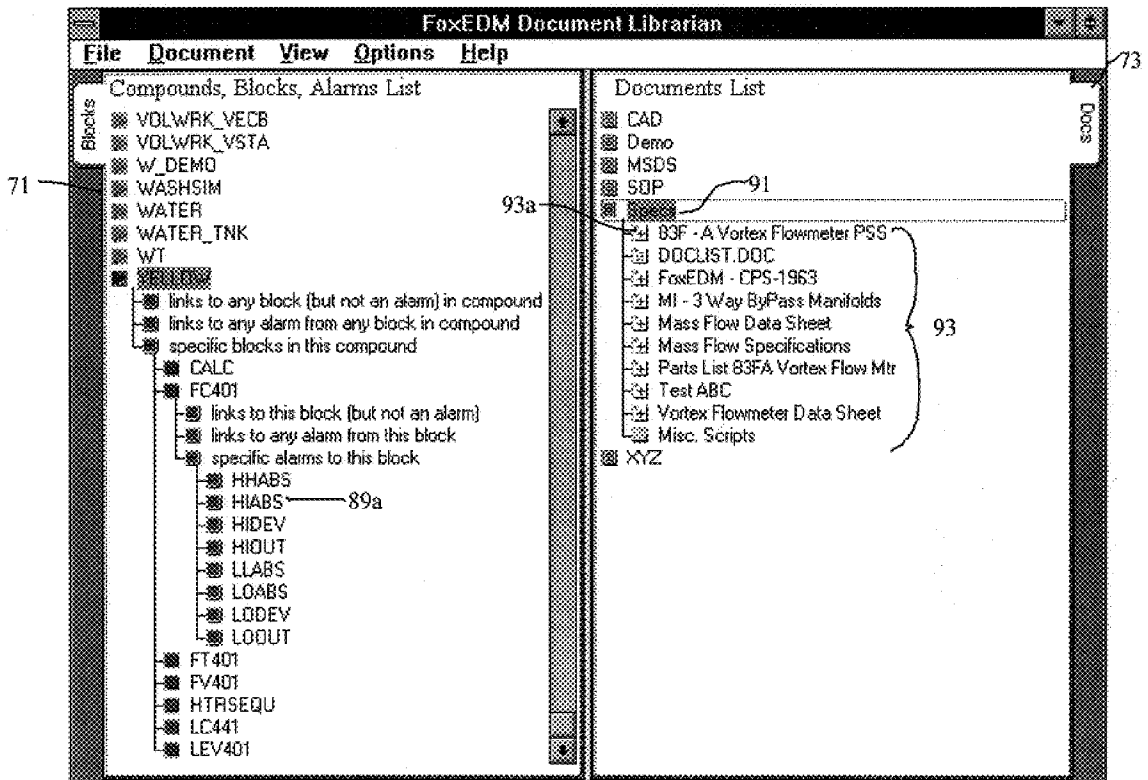 FoxEDM Document Librarian
File Document View Options Help
73
Blocks
Compounds, Blocks, Alarms List
VOLWRK_VECB
VOLWRK_VSTA
W_DEMO
71
WASHSIM
WATER
WATER_TNK
WT
YELLOW
links to any block (but not an alarm) in compound
links to any alarm from any block in compound
specific blocks in this compound
CALC
FC401
links to this block (but not an alarm)
links to any alarm from this block
specific alarms to this block
HHABS
HIABS 89a
HIDEV
HIOUT
LLABS
LOABS
LODEV
LOOUT
FT401
FV401
HTRSEQU
LC441
LEV401
Documents List
Docs
CAD
Demo
MSDS
SOP
91
Specs
93a
83F - A Vortex Flowmeter PSS
DOCLIST.DOC
FoxEDM - CPS-1963
MI - 3 Way ByPass Manifolds
Mass Flow Data Sheet
93
Mass Flow Specifications
Parts List 83FA Vortex Flow Mtr
Test ABC
Vortex Flowmeter Data Sheet
Misc. Scripts
XYZ